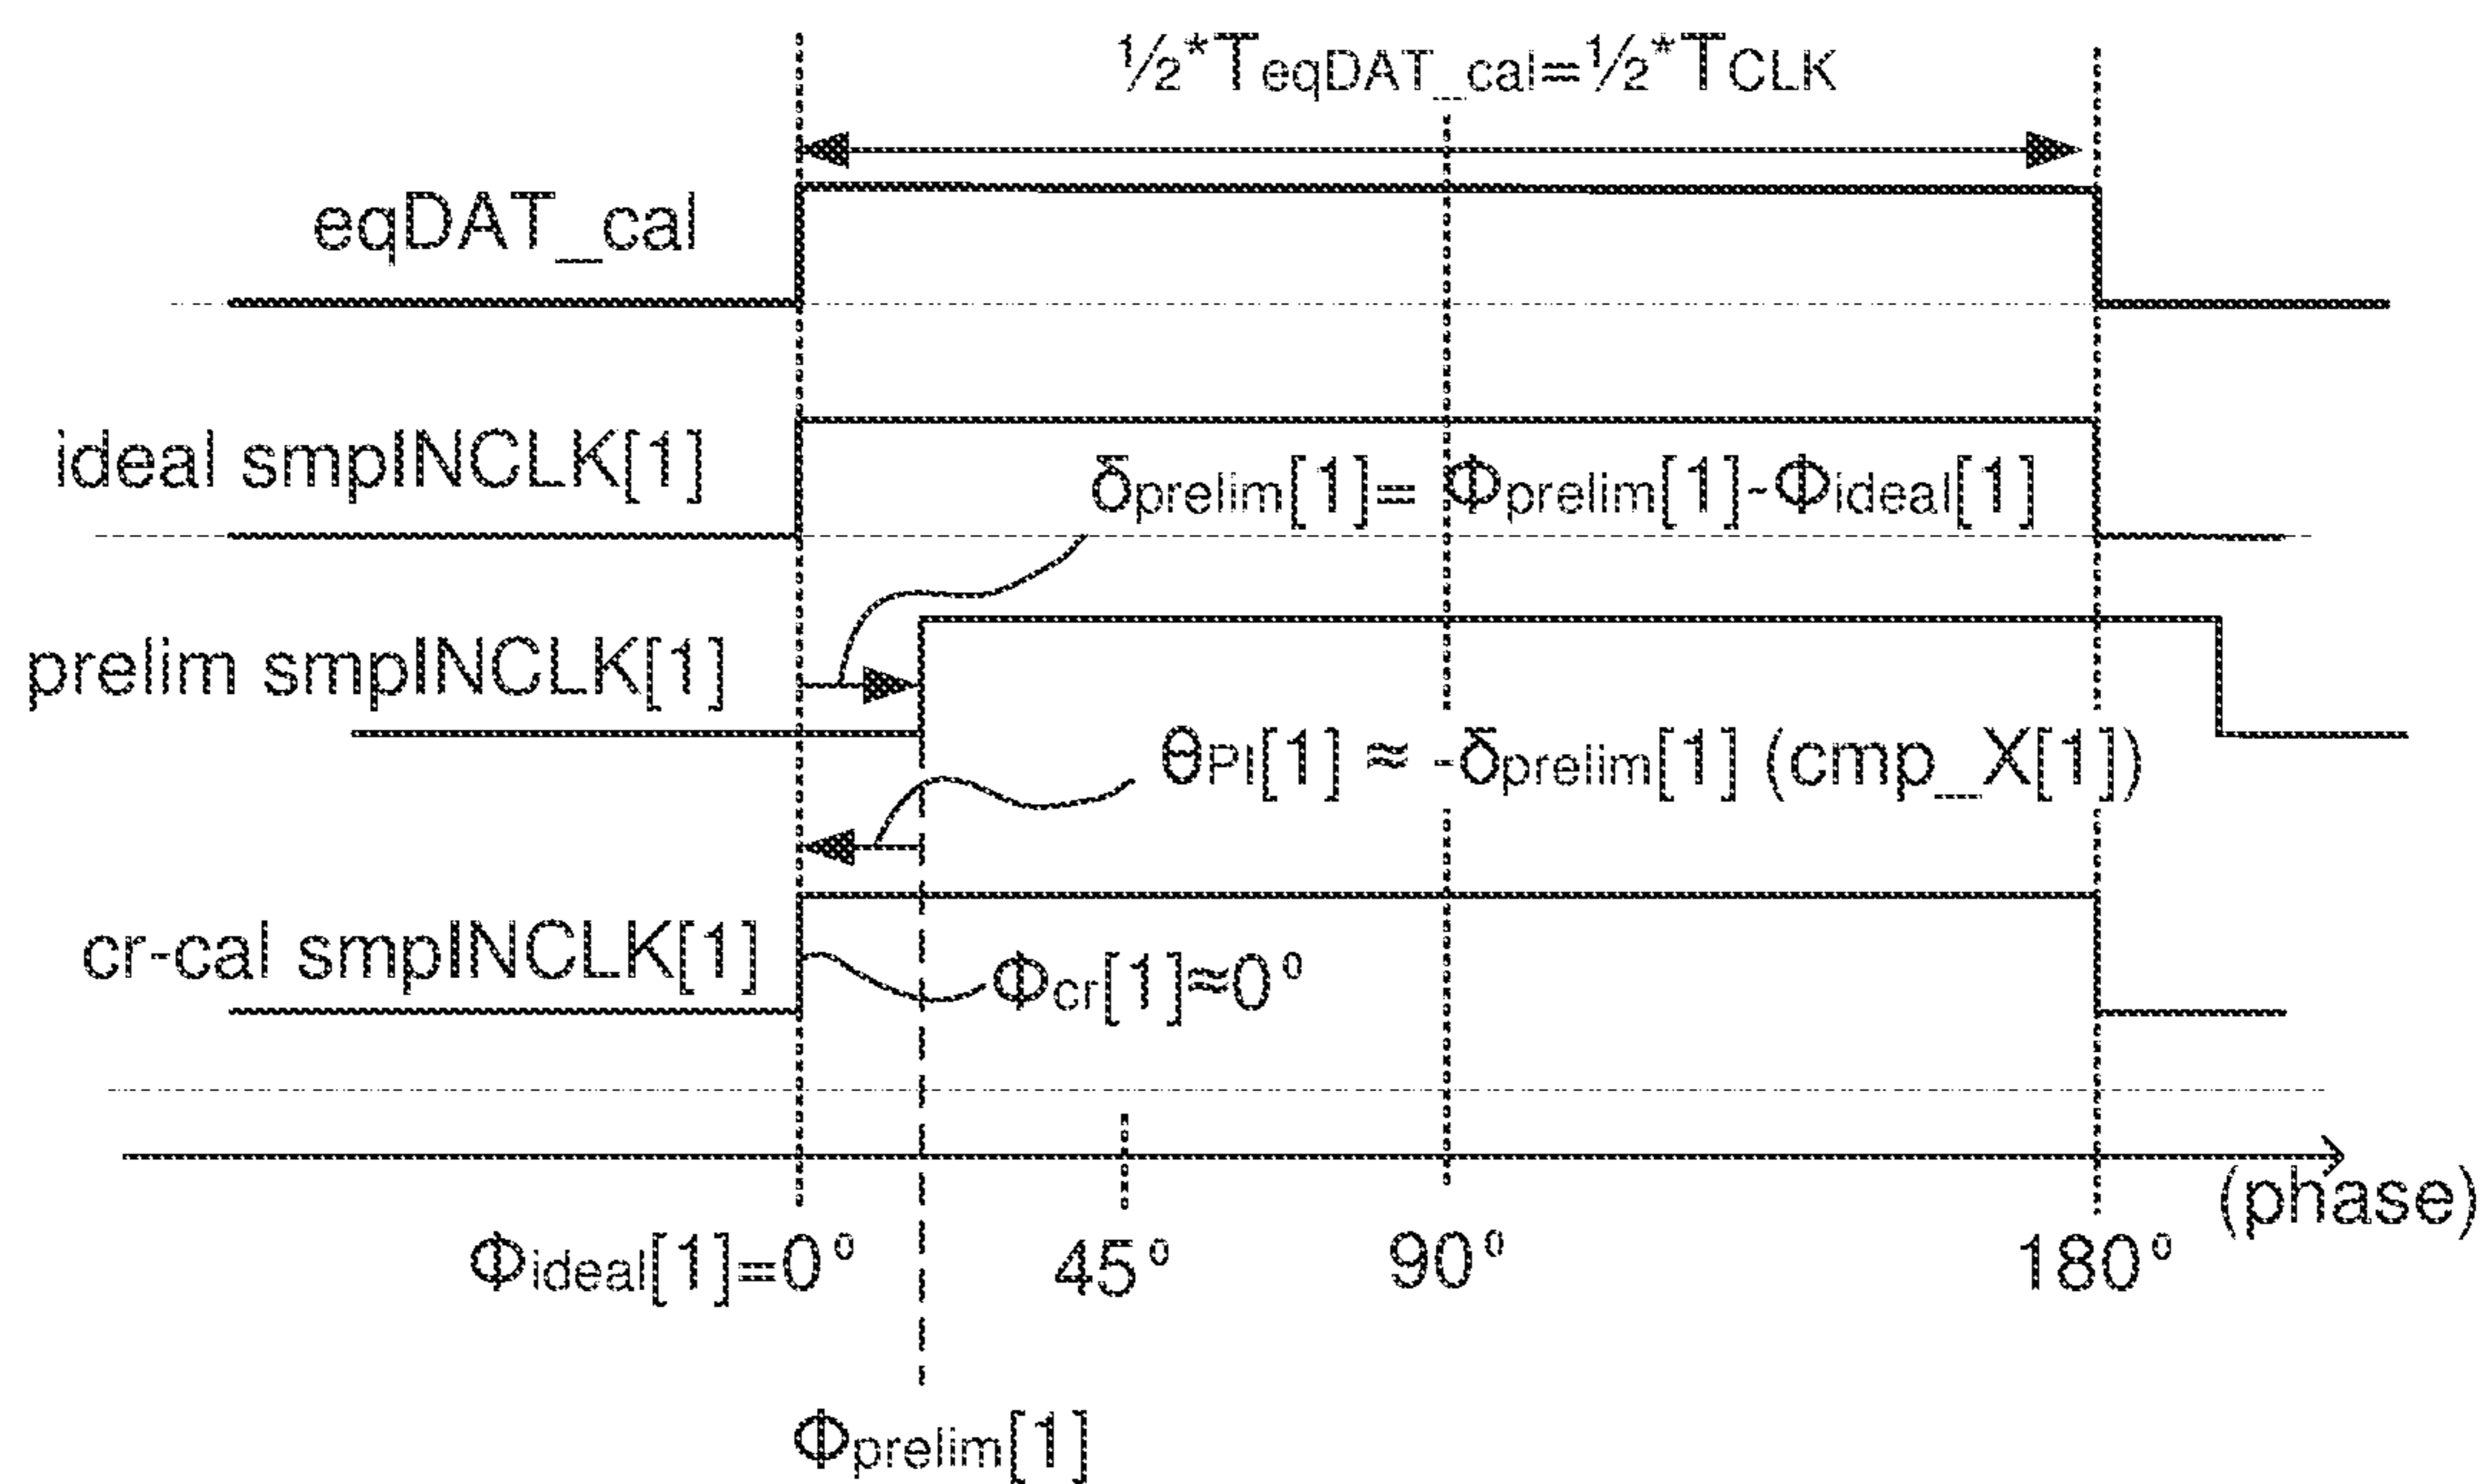 ½*TeqDAT_cal=½*TCLK
eqDAT_cal
ideal smpINCLK[1]
δprelim[1]= Φprelim[1]-Φideal[1]
prelim smpINCLK[1]
θPI[1] ≈ -δprelim[1] (cmp_X[1])
cr-cal smpINCLK[1]
Φcr[1]≈0°
(phase)
Φideal[1]=0° 45° 90° 180°
Φprelim[1]